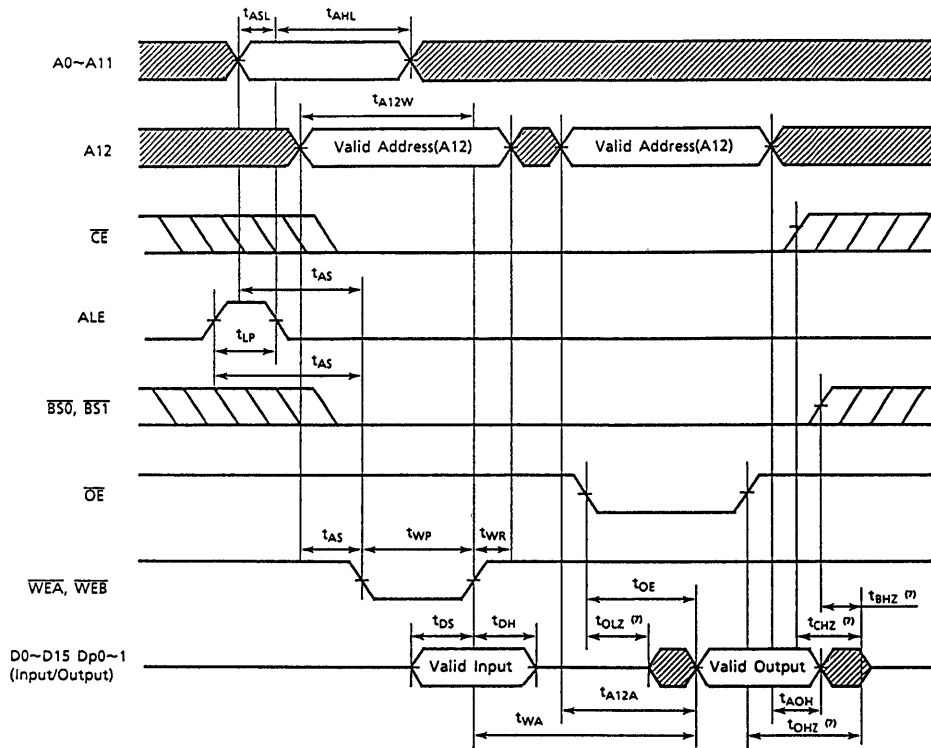 tASL tAHL
A0~A11
tA12W
A12 Valid Address(A12) Valid Address(A12)
CE
tAS
ALE
tLP
tAS
BS0, BS1
OE
tAS tWP tWR
WEA, WEB
tOE
tBHZ (7)
tDS tDH tOLZ (7) tCHZ (7)
D0~D15 Dp0~1
(Input/Output)
Valid Input Valid Output
tA12A tAOH
tWA tOHZ (7)